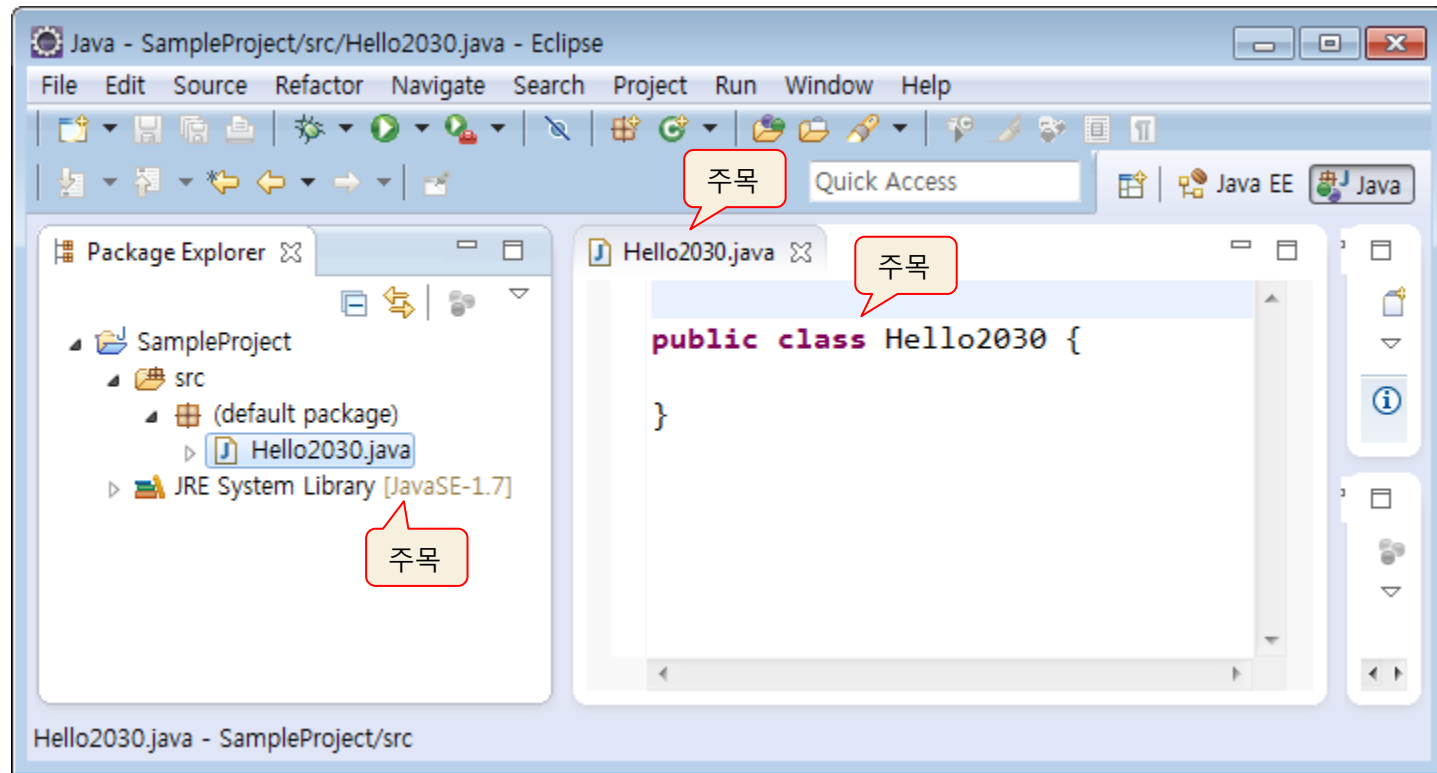 Java - SampleProject/src/Hello2030.java - Eclipse
File Edit Source Refactor Navigate Search Project Run Window Help
주목
Quick Access
Java EE
Java
Package Explorer
Hello2030.java
주목
SampleProject
src
(default package)
Hello2030.java
JRE System Library [JavaSE-1.7]
주목
public class Hello2030 {
}
Hello2030.java - SampleProject/src